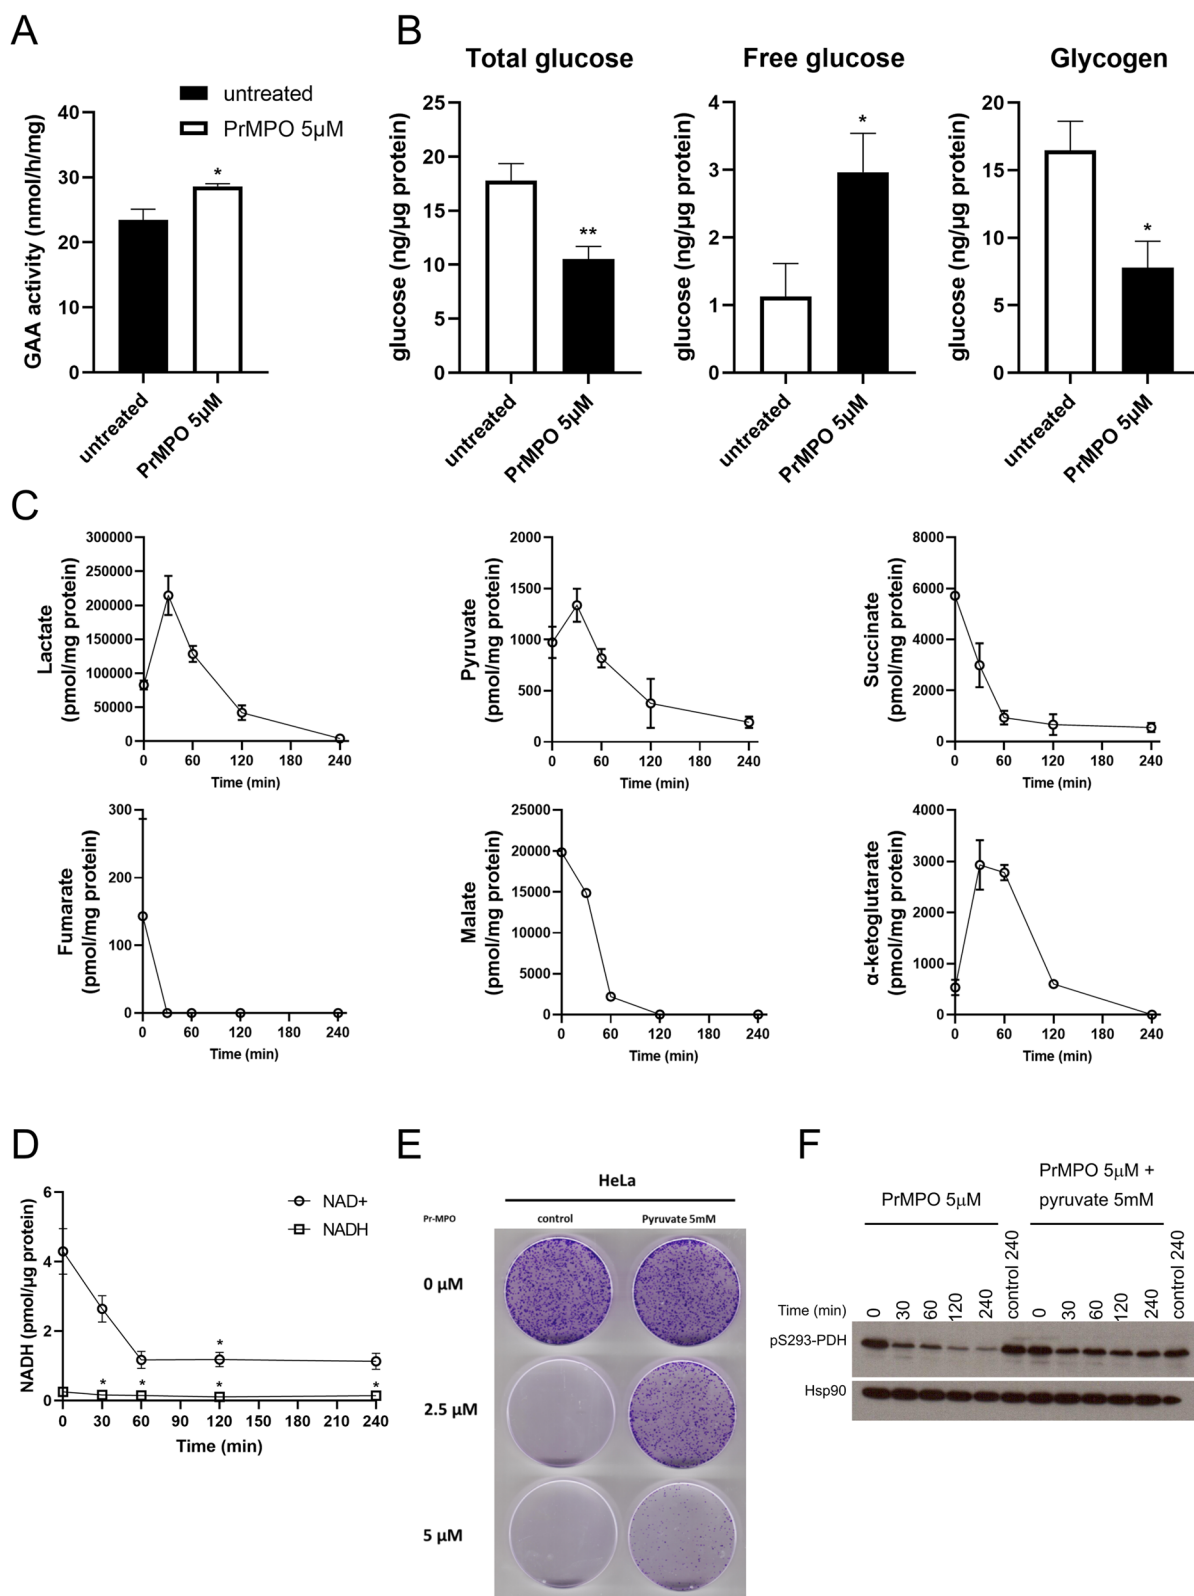 A
untreated
PrMPO 5μM
GAA activity (nmol/h/mg)
40
30
20
10
0
*
untreated
PrMPO 5μM
B
Total glucose
glucose (ng/μg protein)
25
20
15
10
5
0
**
untreated
PrMPO 5μM
Free glucose
glucose (ng/μg protein)
4
3
2
1
0
*
untreated
PrMPO 5μM
Glycogen
glucose (ng/μg protein)
20
15
10
5
0
*
untreated
PrMPO 5μM
C
Lactate
(pmol/mg protein)
300000
250000
200000
150000
100000
50000
0
0 60 120 180 240
Time (min)
Pyruvate
(pmol/mg protein)
2000
1500
1000
500
0
0 60 120 180 240
Time (min)
Succinate
(pmol/mg protein)
8000
6000
4000
2000
0
0 60 120 180 240
Time (min)
Fumarate
(pmol/mg protein)
300
200
100
0
0 60 120 180 240
Time (min)
Malate
(pmol/mg protein)
25000
20000
15000
10000
5000
0
0 60 120 180 240
Time (min)
α-ketoglutarate
(pmol/mg protein)
4000
3000
2000
1000
0
0 60 120 180 240
Time (min)
D
NADH (pmol/μg protein)
6
4
2
0
NAD+
NADH
*
* * * *
0 30 60 90 120 150 180 210 240
Time (min)
E
HeLa
Pr-MPO control Pyruvate 5mM
0 μM
2.5 μM
5 μM
F
PrMPO 5μM
PrMPO 5μM +
pyruvate 5mM
Time (min) 0 30 60 120 240 control 240 0 30 60 120 240 control 240
pS293-PDH
Hsp90